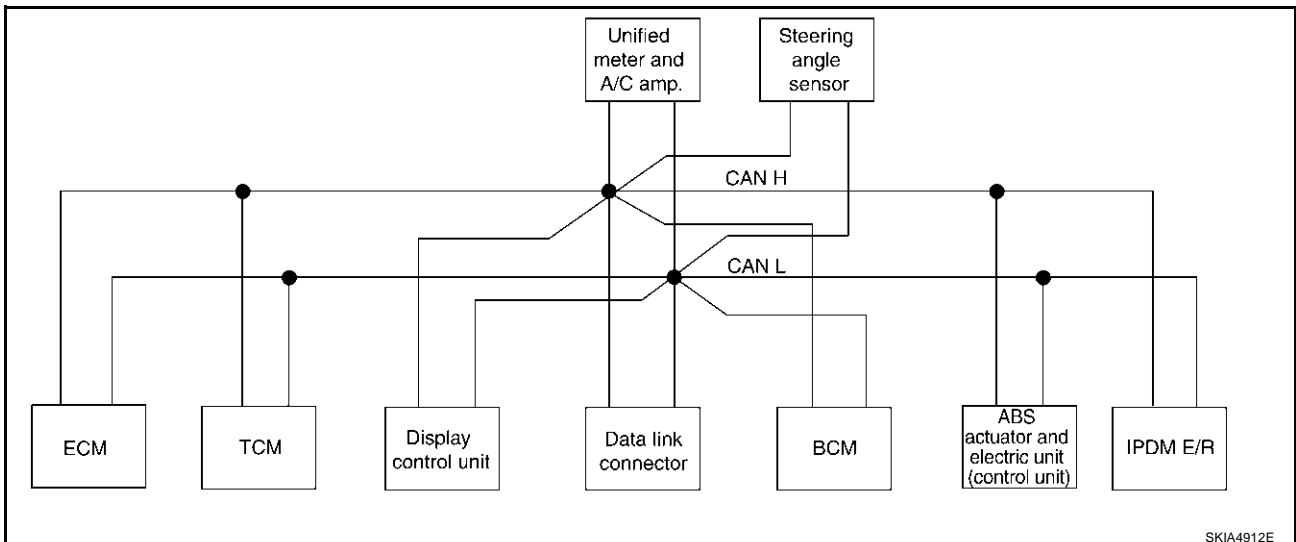 Unified
meter and
A/C amp.
Steering
angle
sensor
CAN H
CAN L
ECM
TCM
Display
control unit
Data link
connector
BCM
ABS
actuator and
electric unit
(control unit)
IPDM E/R
SKIA4912E